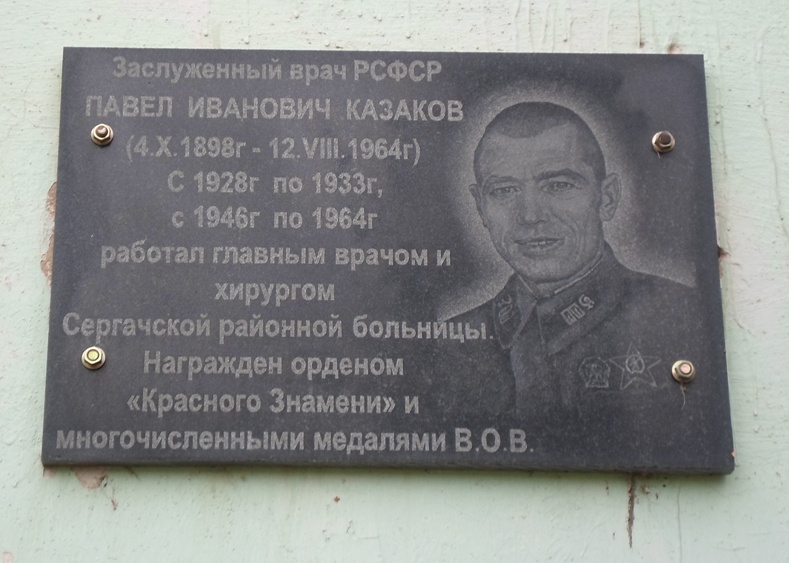 Заслуженный врач РСФСР
ПАВЕЛ ИВАНОВИЧ КАЗАКОВ
(4.X.1898г - 12.VIII.1964г)
С 1928г по 1933г,
с 1946г по 1964г
работал главным врачом и
хирургом
Сергачской районной больницы.
Награжден орденом
«Красного Знамени» и
многочисленными медалями В.О.В.